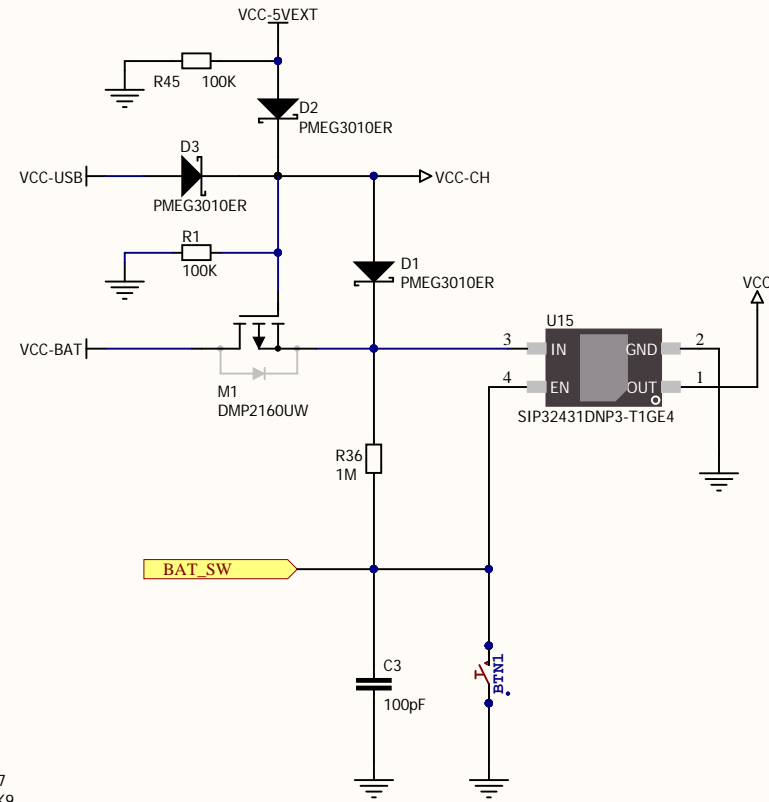 VCC-5VEXT
R45 100K
D2
PMEG3010ER
D3
VCC-USB
VCC-CH
PMEG3010ER
R1
100K
D1
PMEG3010ER
VCC
U15
VCC-BAT
3 IN GND 2
4 EN OUT 1
M1
DMP2160UW
SIP32431DNP3-T1GE4
R36
1M
BAT_SW
BTN1
C3
100pF